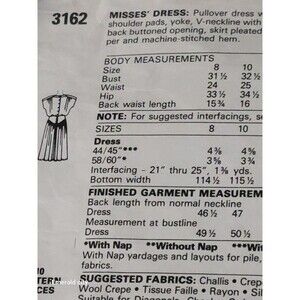 3162
MISSES' DRESS: Pullover dress
shoulder pads, yoke, V-neckline with
back buttoned opening, skirt pleated
per and machine-stitched hem.
BODY MEASUREMENTS
Size 8 10
Bust 31½ 32½
Waist 24 25
Hip 33½ 34½
Back waist length 15¾ 16
NOTE: For suggested interfacings,
SIZES 8 10
Dress
44/45"*** 4⅜ 4⅜
58/60"* 3⅝ 3¾
Interfacing - 21" thru 25", 1⅜ yds.
Bottom width 114½ 115½
FINISHED GARMENT MEASUREM
Back length from normal neckline
Dress 46½ 47
Measurement at bustline
Dress 49½ 50½
*With Nap **Without Nap ***Wit
Nap yardages and layouts for pile,
fabrics.
SUGGESTED FABRICS: Challis - Crep
Wool Crepe - Tissue Faille - Rayon - Si
TERN
CES